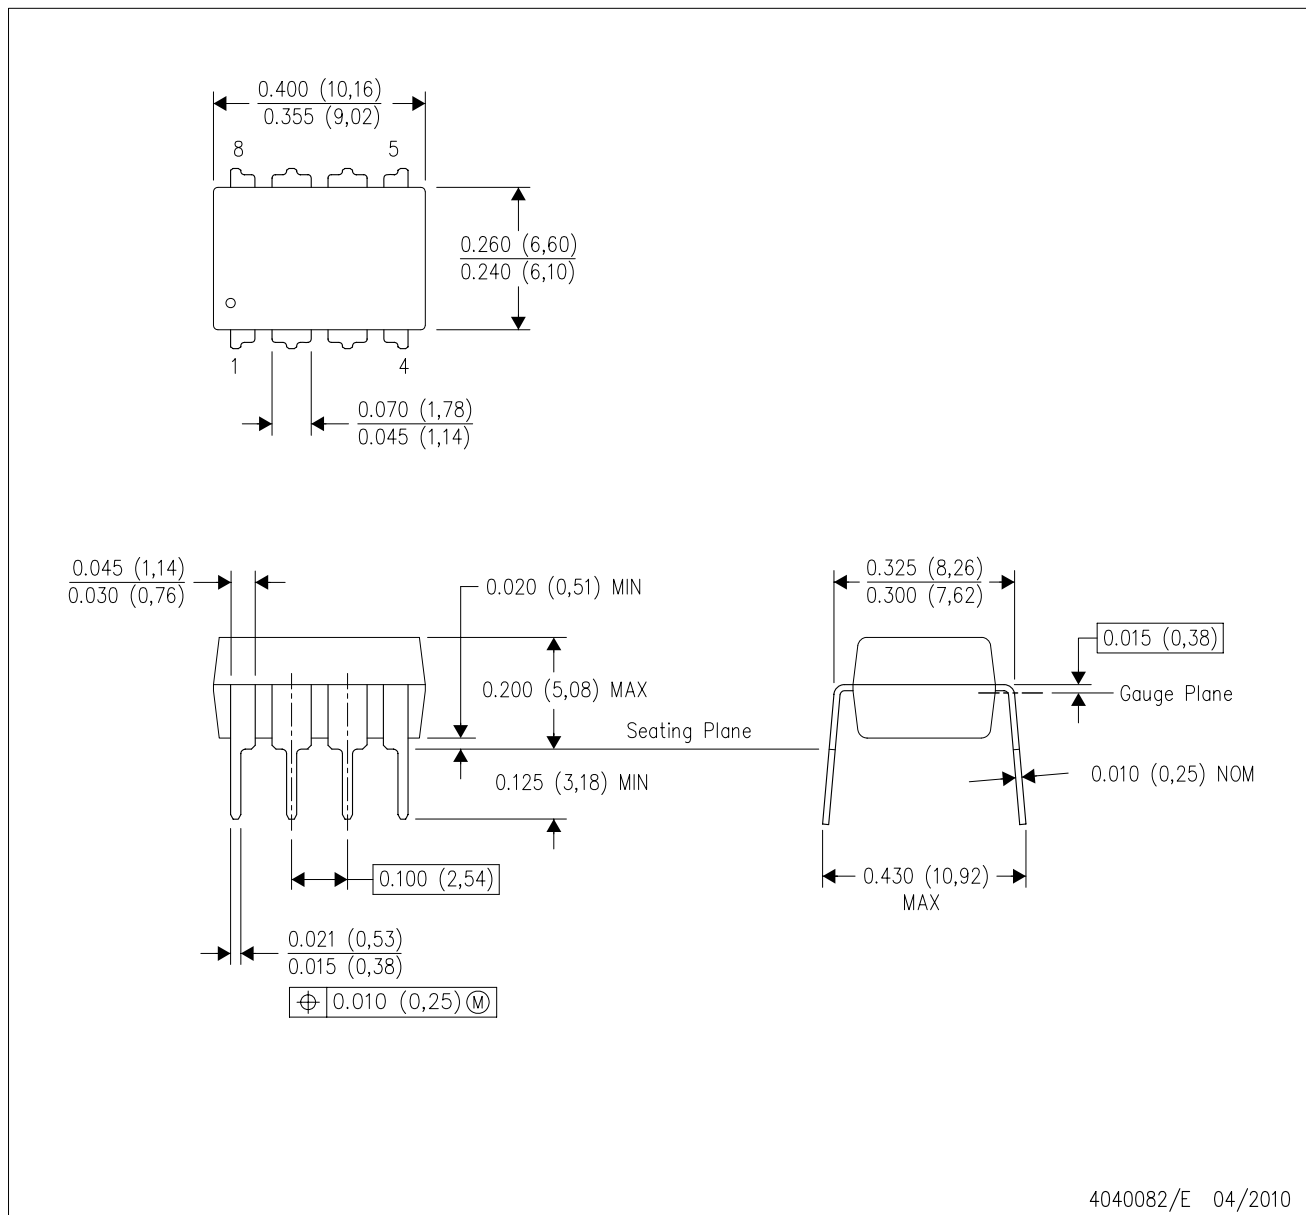 0.400 (10,16)
0.355 (9,02)
8
5
0.260 (6,60)
0.240 (6,10)
1
4
0.070 (1,78)
0.045 (1,14)
0.045 (1,14)
0.030 (0,76)
0.020 (0,51) MIN
0.200 (5,08) MAX
Seating Plane
0.125 (3,18) MIN
0.100 (2,54)
0.021 (0,53)
0.015 (0,38)
⌖ 0.010 (0,25) Ⓜ
0.325 (8,26)
0.300 (7,62)
0.015 (0,38)
Gauge Plane
0.010 (0,25) NOM
0.430 (10,92)
MAX
4040082/E 04/2010